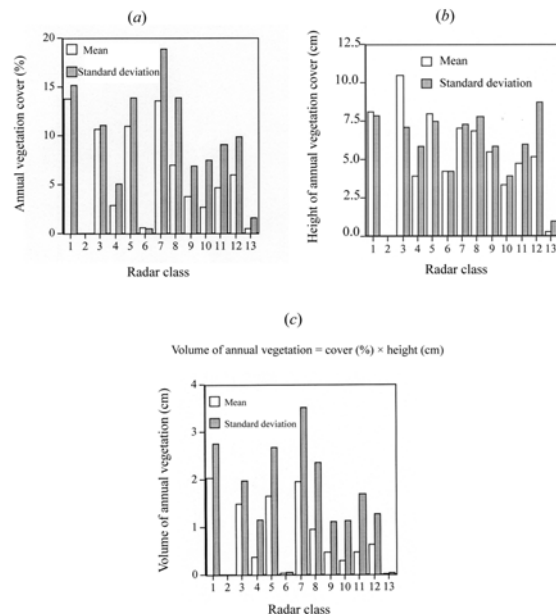 (a)
20
15
10
5
0
Annual vegetation cover (%)
Mean
Standard deviation
1 2 3 4 5 6 7 8 9 10 11 12 13
Radar class
(b)
12.5
10.0
7.5
5.0
2.5
0.0
Height of annual vegetation cover (cm)
Mean
Standard deviation
1 2 3 4 5 6 7 8 9 10 11 12 13
Radar class
(c)
Volume of annual vegetation = cover (%) × height (cm)
4
3
2
1
0
Volume of annual vegetation (cm)
Mean
Standard deviation
1 2 3 4 5 6 7 8 9 10 11 12 13
Radar class